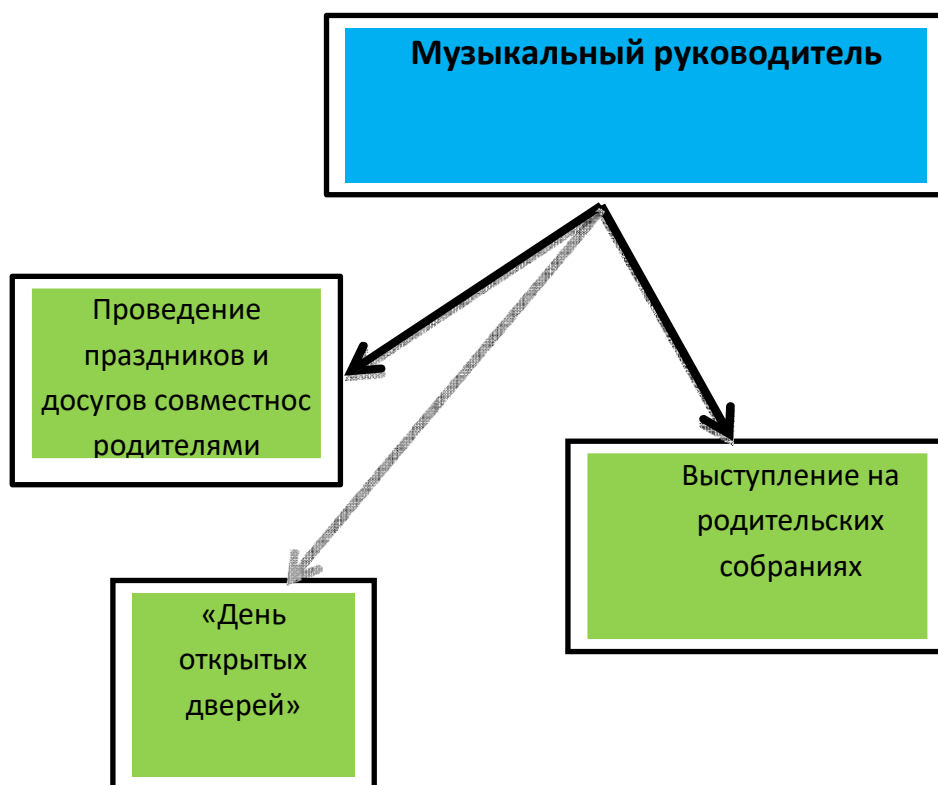 Музыкальный руководитель
Проведение
праздников и
досугов совместнос
родителями
Выступление на
родительских
собраниях
«День
открытых
дверей»